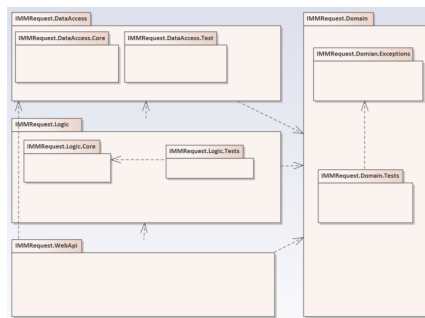 IMMRequest.DataAccess
IMMRequest.DataAccess.Core
IMMRequest.DataAccess.Test
IMMRequest.Domain
IMMRequest.Domian.Exceptions
IMMRequest.Logic
IMMRequest.Logic.Core
IMMRequest.Logic.Tests
IMMRequest.Domain.Tests
IMMRequest.WebApi